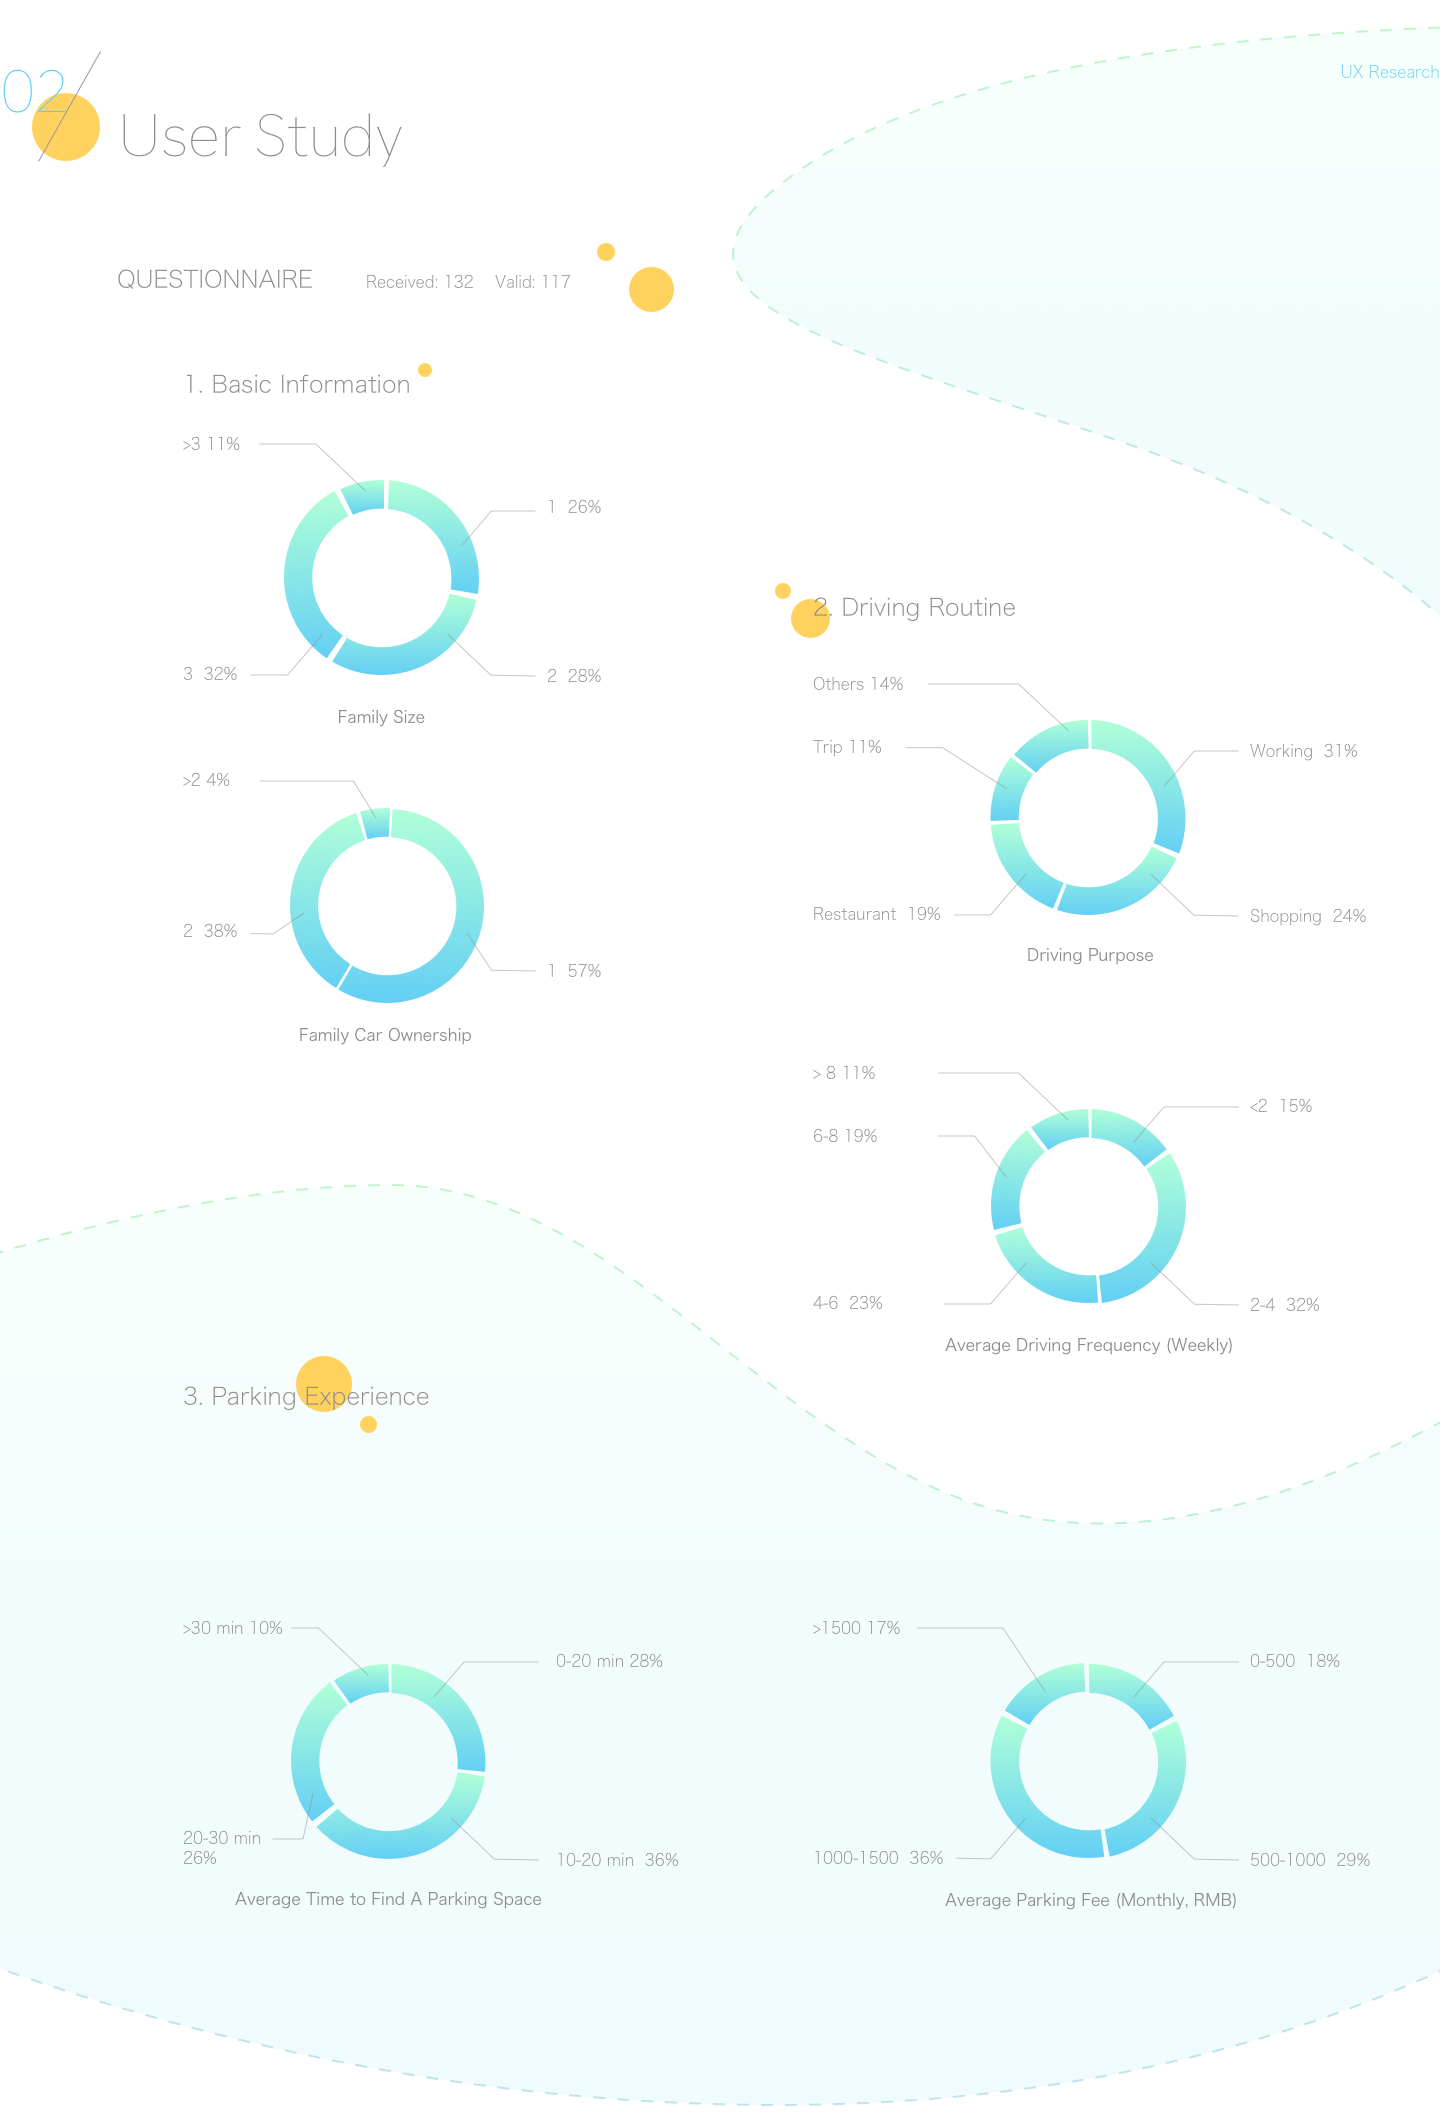 02
UX Research
User Study
QUESTIONNAIRE Received: 132 Valid: 117
1. Basic Information
>3 11%
1 26%
3 32%
2 28%
Family Size
>2 4%
2 38%
1 57%
Family Car Ownership
2. Driving Routine
Others 14%
Trip 11%
Working 31%
Restaurant 19%
Shopping 24%
Driving Purpose
> 8 11%
<2 15%
6-8 19%
4-6 23%
2-4 32%
Average Driving Frequency (Weekly)
3. Parking Experience
>30 min 10%
0-20 min 28%
20-30 min
26%
10-20 min 36%
Average Time to Find A Parking Space
>1500 17%
0-500 18%
1000-1500 36%
500-1000 29%
Average Parking Fee (Monthly, RMB)